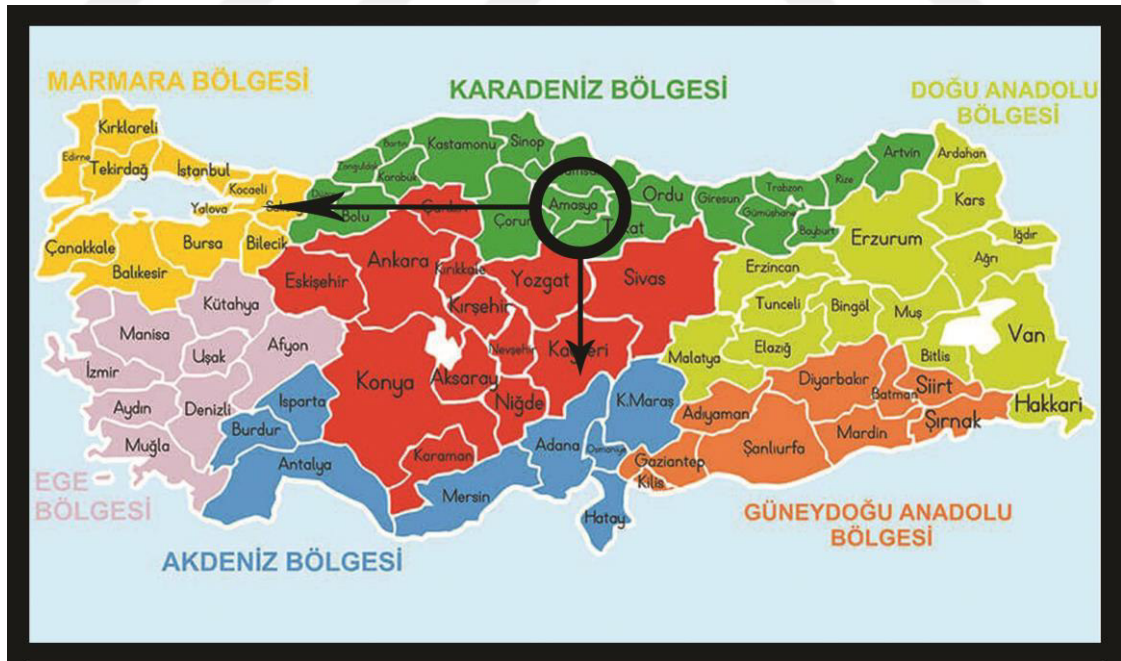 MARMARA BÖLGESİ
KARADENİZ BÖLGESİ
DOĞU ANADOLU
BÖLGESİ
Kırklareli
Edirne
Tekirdağ
İstanbul
Kocaeli
Yalova
Çanakkale
Balıkesir
Bursa
Bilecik
Zonguldak
Bartın
Karabük
Kastamonu
Sinop
Bolu
Çankırı
Çorum
Amasya
Tokat
Ordu
Giresun
Trabzon
Gümüşhane
Bayburt
Rize
Artvin
Ardahan
Kars
Iğdır
Ağrı
Erzurum
Erzincan
Tunceli
Bingöl
Muş
Van
Bitlis
Elazığ
Malatya
Hakkari
Eskişehir
Ankara
Kırıkkale
Kırşehir
Yozgat
Sivas
Nevşehir
Kayseri
Konya
Aksaray
Niğde
Karaman
Kütahya
Manisa
Uşak
Afyon
İzmir
Aydın
Denizli
Muğla
Isparta
Burdur
Antalya
Mersin
Adana
Osmaniye
K.Maraş
Hatay
Adıyaman
Gaziantep
Kilis
Şanlıurfa
Diyarbakır
Batman
Mardin
Siirt
Şırnak
EGE
BÖLGESİ
AKDENİZ BÖLGESİ
GÜNEYDOĞU ANADOLU
BÖLGESİ